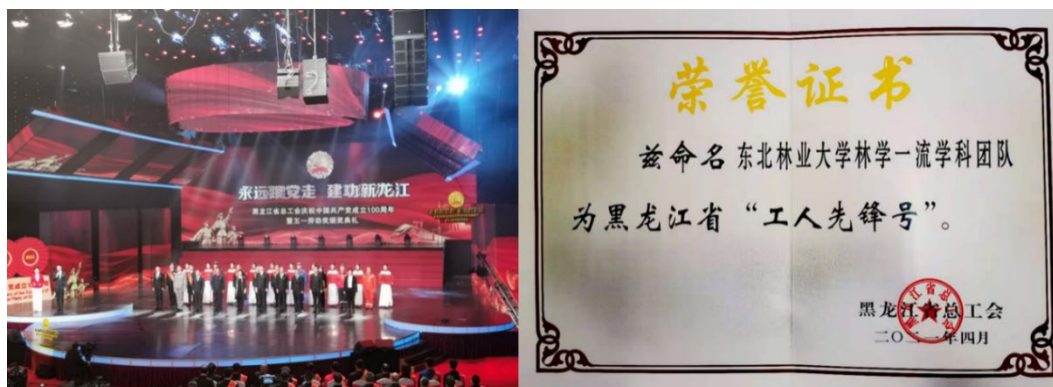 永远跟党走 建功新龙江
黑龙江省总工会庆祝中国共产党成立100周年
暨五一劳动奖颁奖典礼
荣誉证书
兹命名东北林业大学林学一流学科团队
为黑龙江省“工人先锋号”。
黑龙江省总工会
二〇二一年四月